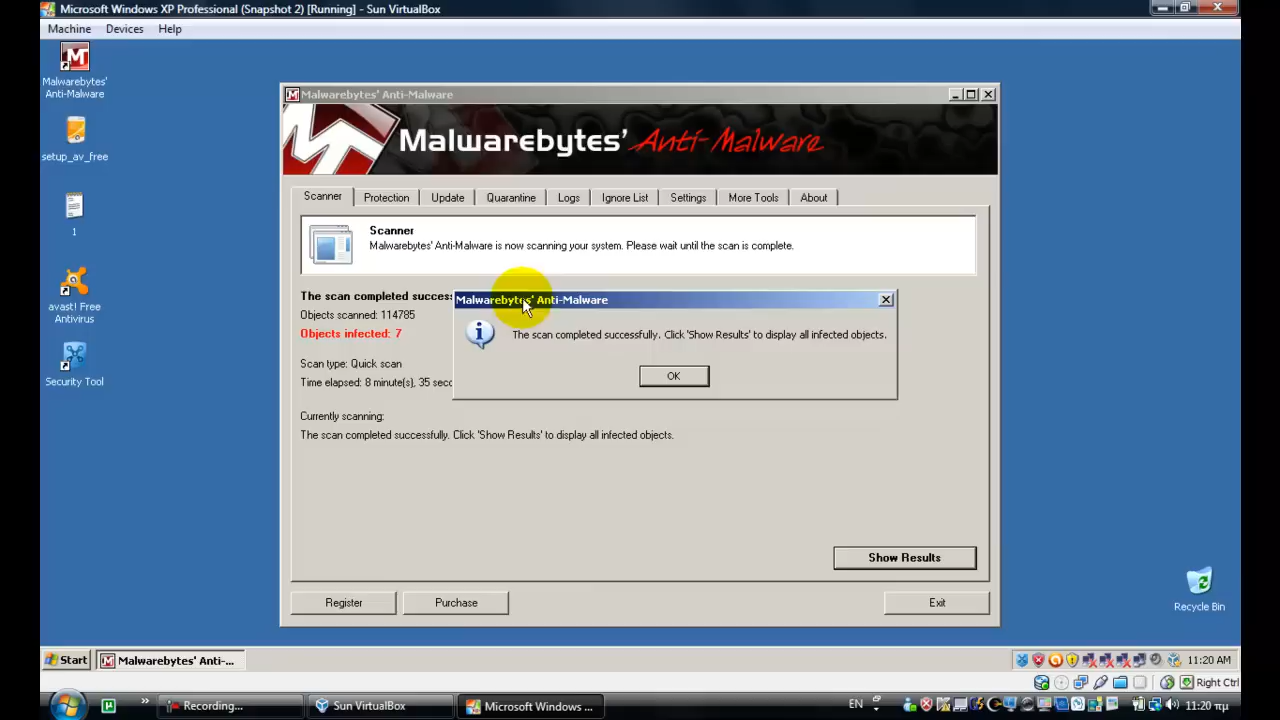 Microsoft Windows XP Professional (Snapshot 2) [Running] - Sun VirtualBox
Machine Devices Help
Malwarebytes' Anti-Malware
setup_av_free
1
avast! Free Antivirus
Security Tool
Malwarebytes' Anti-Malware
Malwarebytes' Anti-Malware
Scanner Protection Update Quarantine Logs Ignore List Settings More Tools About
Scanner
Malwarebytes' Anti-Malware is now scanning your system. Please wait until the scan is complete.
The scan completed success
Objects scanned: 114785
Objects infected: 7
Scan type: Quick scan
Time elapsed: 8 minute(s), 35 seco
Currently scanning:
The scan completed successfully. Click 'Show Results' to display all infected objects.
Malwarebytes' Anti-Malware
The scan completed successfully. Click 'Show Results' to display all infected objects.
OK
Show Results
Register Purchase Exit
Recycle Bin
Start Malwarebytes' Anti-... 11:20 AM
Right Ctrl
Recording... Sun VirtualBox Microsoft Windows ... EN 11:20 πμ